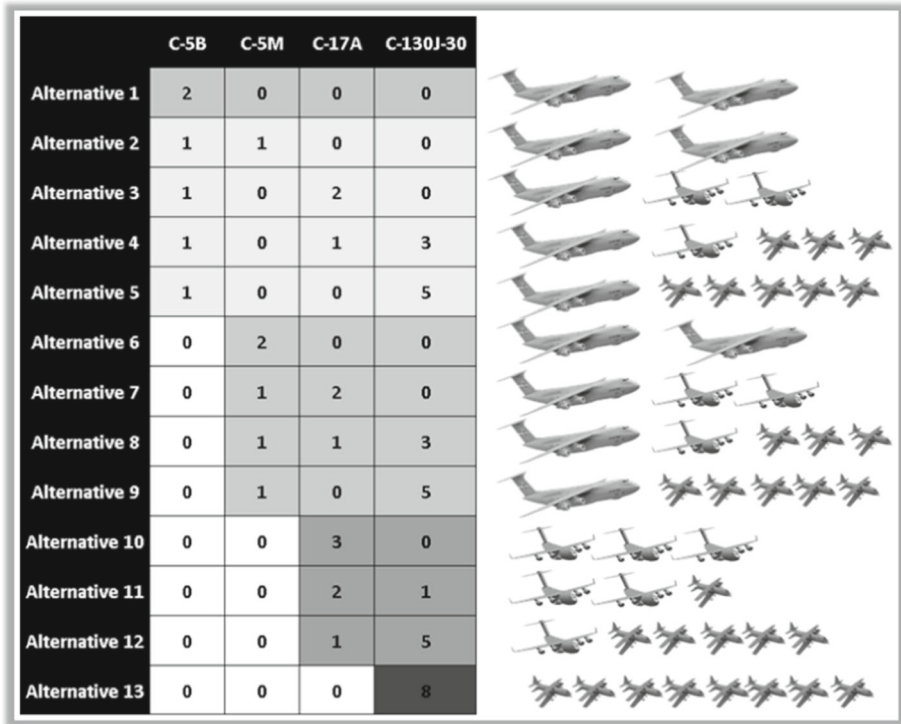 C-5B C-5M C-17A C-130J-30
Alternative 1 2 0 0 0
Alternative 2 1 1 0 0
Alternative 3 1 0 2 0
Alternative 4 1 0 1 3
Alternative 5 1 0 0 5
Alternative 6 0 2 0 0
Alternative 7 0 1 2 0
Alternative 8 0 1 1 3
Alternative 9 0 1 0 5
Alternative 10 0 0 3 0
Alternative 11 0 0 2 1
Alternative 12 0 0 1 5
Alternative 13 0 0 0 8